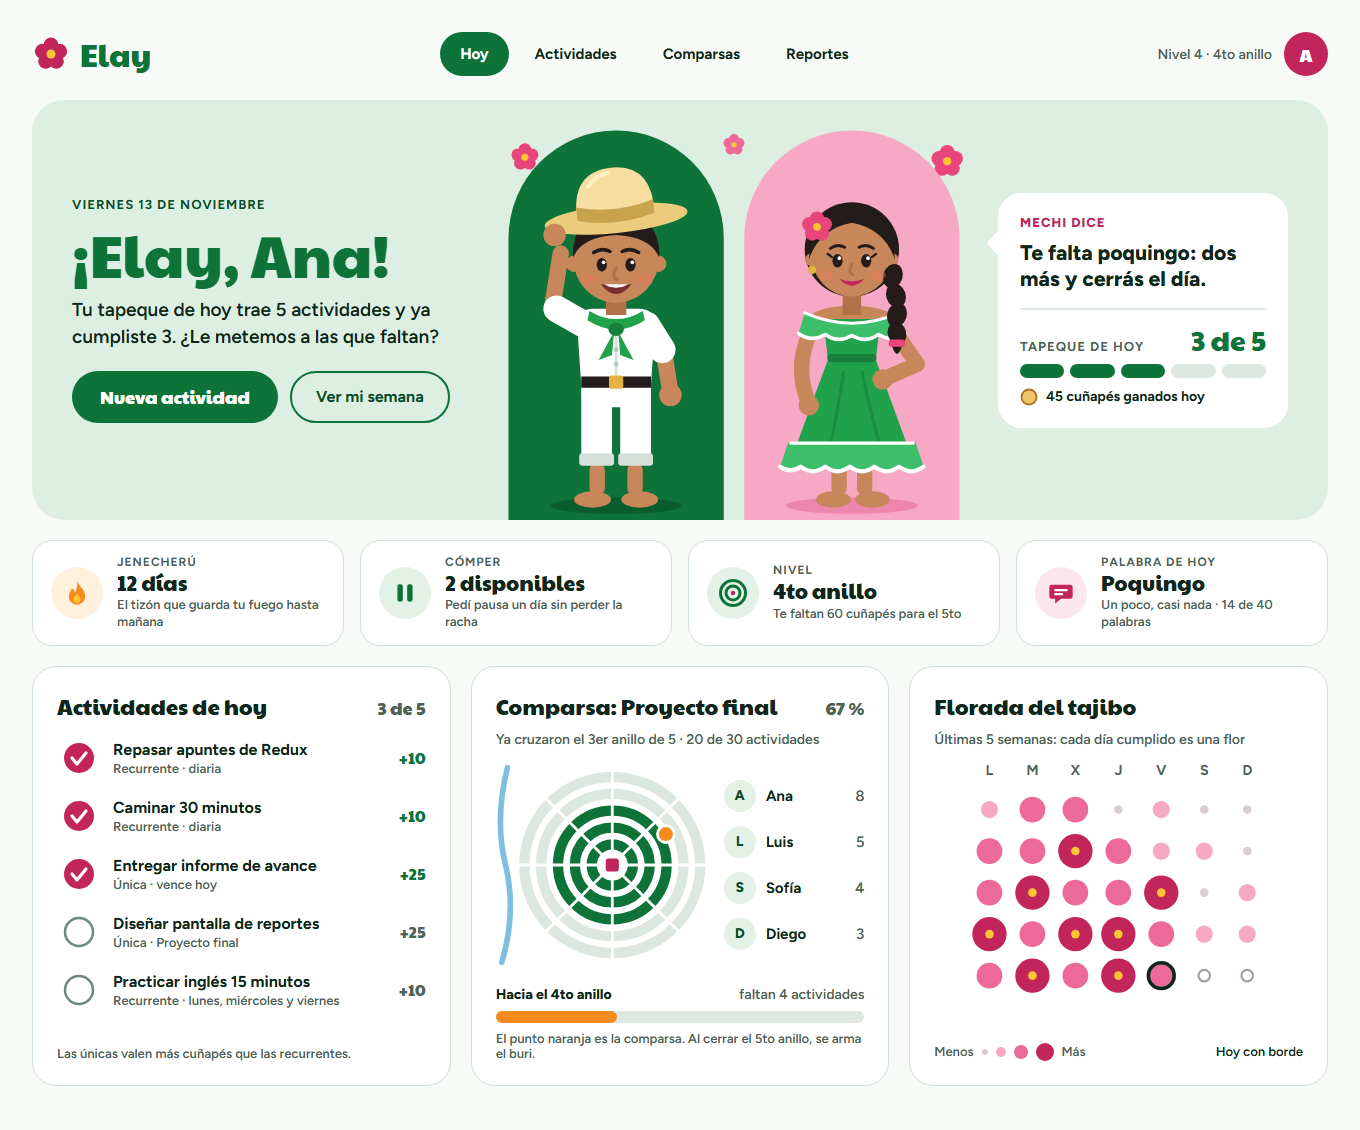 Elay
Hoy
Actividades
Comparsas
Reportes
Nivel 4 · 4to anillo
A
VIERNES 13 DE NOVIEMBRE
¡Elay, Ana!
Tu tapeque de hoy trae 5 actividades y ya
cumpliste 3. ¿Le metemos a las que faltan?
Nueva actividad
Ver mi semana
MECHI DICE
Te falta poquingo: dos
más y cerrás el día.
TAPEQUE DE HOY
3 de 5
45 cuñapés ganados hoy
JENECHERÚ
12 días
El tizón que guarda tu fuego hasta
mañana
CÓMPER
2 disponibles
Pedí pausa un día sin perder la
racha
NIVEL
4to anillo
Te faltan 60 cuñapés para el 5to
PALABRA DE HOY
Poquingo
Un poco, casi nada · 14 de 40
palabras
Actividades de hoy
3 de 5
Repasar apuntes de Redux
Recurrente · diaria
+10
Caminar 30 minutos
Recurrente · diaria
+10
Entregar informe de avance
Única · vence hoy
+25
Diseñar pantalla de reportes
Única · Proyecto final
+25
Practicar inglés 15 minutos
Recurrente · lunes, miércoles y viernes
+10
Las únicas valen más cuñapés que las recurrentes.
Comparsa: Proyecto final
67 %
Ya cruzaron el 3er anillo de 5 · 20 de 30 actividades
A Ana 8
L Luis 5
S Sofía 4
D Diego 3
Hacia el 4to anillo
faltan 4 actividades
El punto naranja es la comparsa. Al cerrar el 5to anillo, se arma
el buri.
Florada del tajibo
Últimas 5 semanas: cada día cumplido es una flor
L M X J V S D
Menos
Más
Hoy con borde